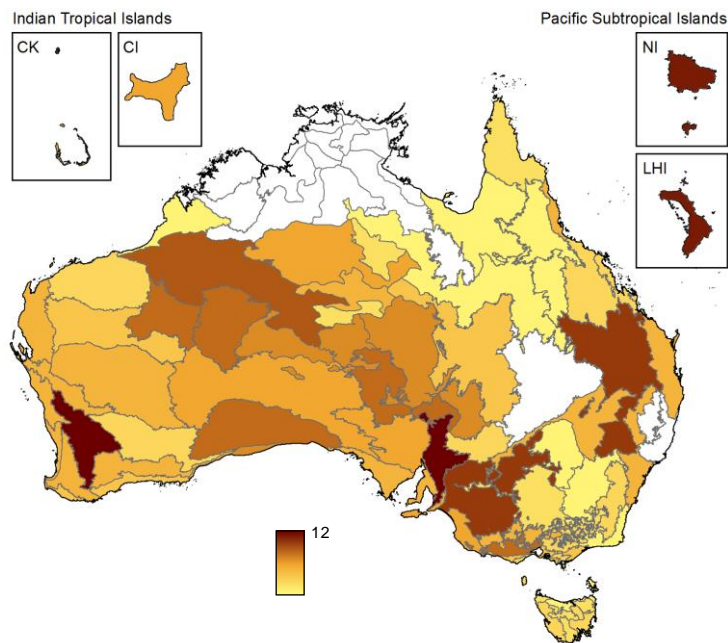 Indian Tropical Islands
Pacific Subtropical Islands
CK
CI
NI
LHI
12